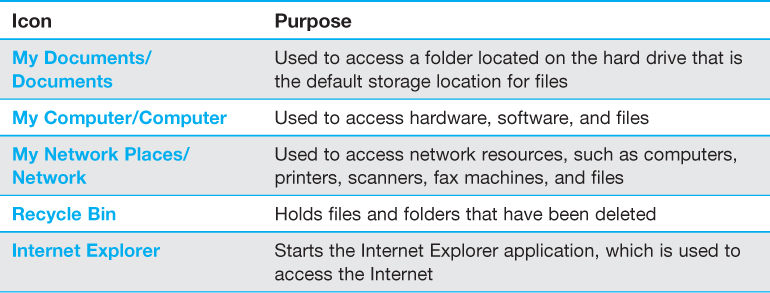 Icon Purpose
My Documents/ Used to access a folder located on the hard drive that is
Documents the default storage location for files
My Computer/Computer Used to access hardware, software, and files
My Network Places/ Used to access network resources, such as computers,
Network printers, scanners, fax machines, and files
Recycle Bin Holds files and folders that have been deleted
Internet Explorer Starts the Internet Explorer application, which is used to
access the Internet